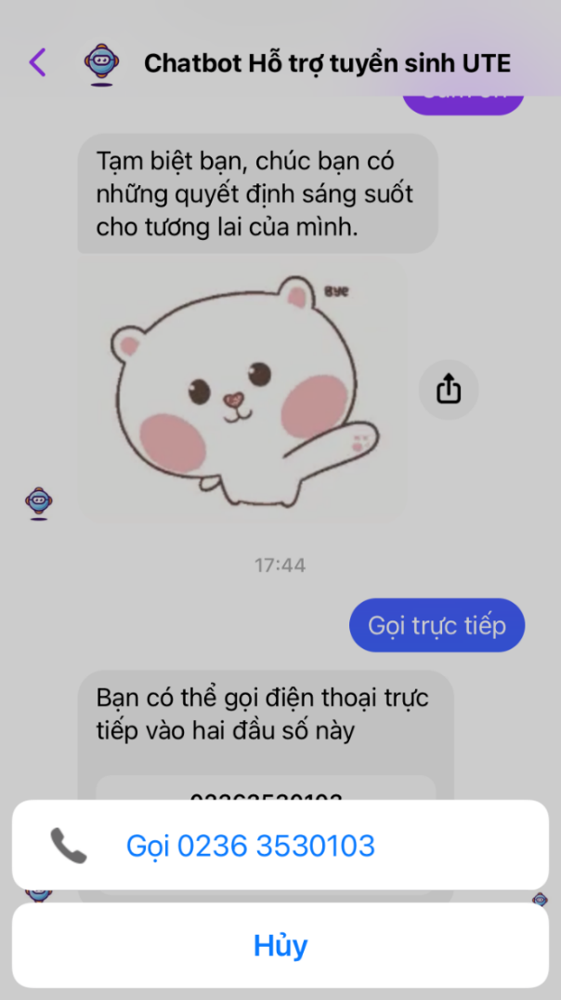 Chatbot Hỗ trợ tuyển sinh UTE
Tạm biệt bạn, chúc bạn có
những quyết định sáng suốt
cho tương lai của mình.
Bye
17:44
Gọi trực tiếp
Bạn có thể gọi điện thoại trực
tiếp vào hai đầu số này
02363530103
Gọi 0236 3530103
Hủy